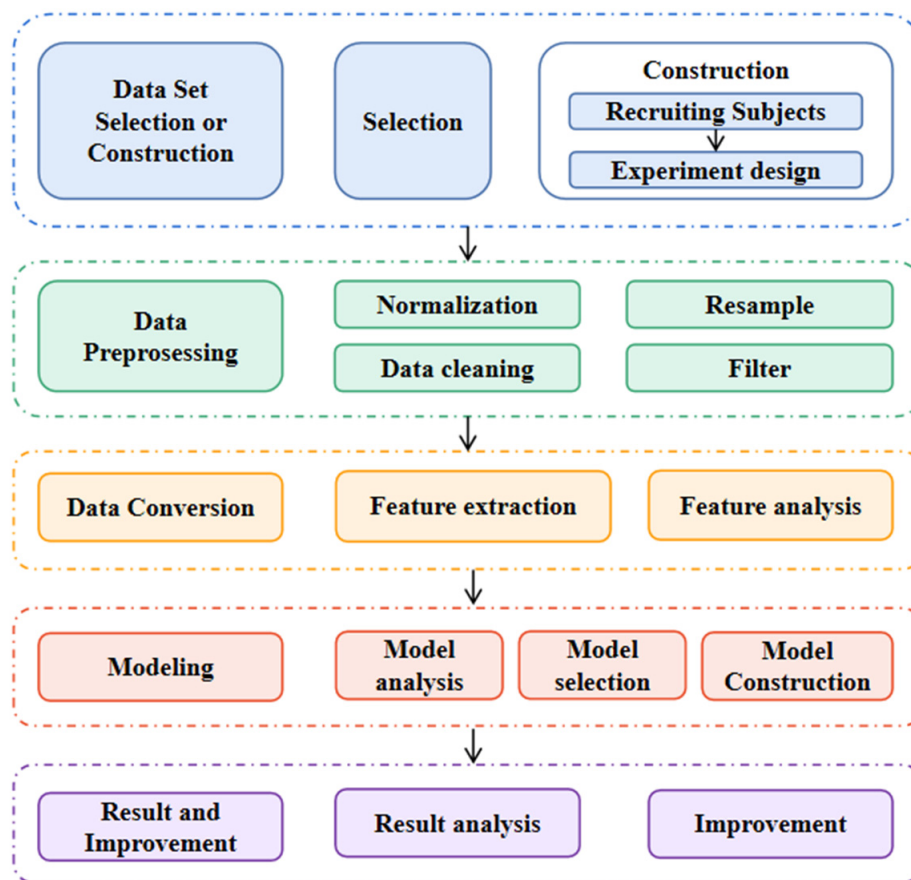 Data Set
Selection or
Construction
Selection
Construction
Recruiting Subjects
Experiment design
Data
Preprosessing
Normalization
Resample
Data cleaning
Filter
Data Conversion
Feature extraction
Feature analysis
Modeling
Model
analysis
Model
selection
Model
Construction
Result and
Improvement
Result analysis
Improvement